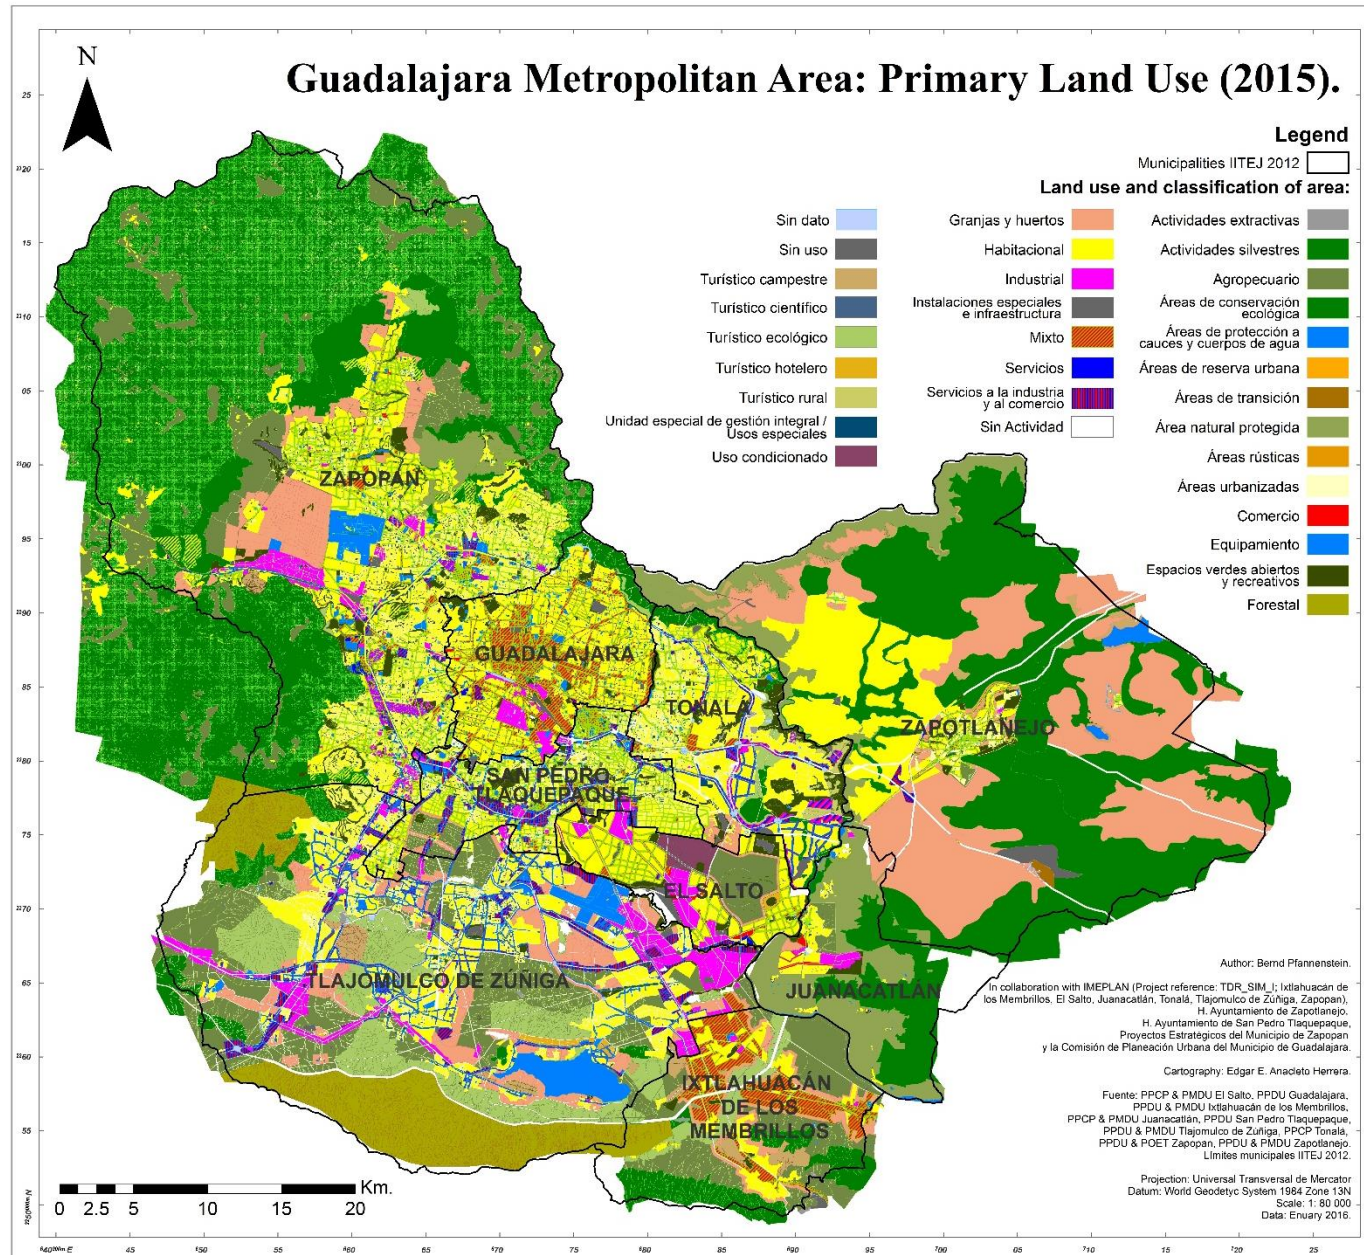 Guadalajara Metropolitan Area: Primary Land Use (2015).
N
Legend
Municipalities IITEJ 2012
Land use and classification of area:
Sin dato
Sin uso
Turístico campestre
Turístico científico
Turístico ecológico
Turístico hotelero
Turístico rural
Unidad especial de gestión integral /
Usos especiales
Uso condicionado
Granjas y huertos
Habitacional
Industrial
Instalaciones especiales
e infraestructura
Mixto
Servicios
Servicios a la industria
y al comercio
Sin Actividad
Actividades extractivas
Actividades silvestres
Agropecuario
Áreas de conservación
ecológica
Áreas de protección a
cauces y cuerpos de agua
Áreas de reserva urbana
Áreas de transición
Área natural protegida
Áreas rústicas
Áreas urbanizadas
Comercio
Equipamiento
Espacios verdes abiertos
y recreativos
Forestal
ZAPOPAN
GUADALAJARA
TONALÁ
ZAPOTLANEJO
SAN PEDRO
TLAQUEPAQUE
EL SALTO
TLAJOMULCO DE ZÚÑIGA
JUANACATLÁN
IXTLAHUACÁN
DE LOS
MEMBRILLOS
Author: Bernd Pfannenstein.
In collaboration with IMEPLAN (Project reference: TDR_SIM_I; Ixtlahuacán de
los Membrillos, El Salto, Juanacatlán, Tonalá, Tlajomulco de Zúñiga, Zapopan),
H. Ayuntamiento de Zapotlanejo,
H. Ayuntamiento de San Pedro Tlaquepaque,
Proyectos Estratégicos del Municipio de Zapopan
y la Comisión de Planeación Urbana del Municipio de Guadalajara.
Cartography: Edgar E. Anacleto Herrera.
Fuente: PPCP & PMDU El Salto, PPDU Guadalajara,
PPDU & PMDU Ixtlahuacán de los Membrillos,
PPCP & PMDU Juanacatlán, PPDU San Pedro Tlaquepaque,
PPDU & PMDU Tlajomulco de Zúñiga, PPCP Tonalá,
PPDU & POET Zapopan, PPDU & PMDU Zapotlanejo.
Límites municipales IITEJ 2012.
Projection: Universal Transversal de Mercator
Datum: World Geodetyc System 1984 Zone 13N
Scale: 1: 80 000
Data: Enuary 2016.
Km.
0 2.5 5 10 15 20